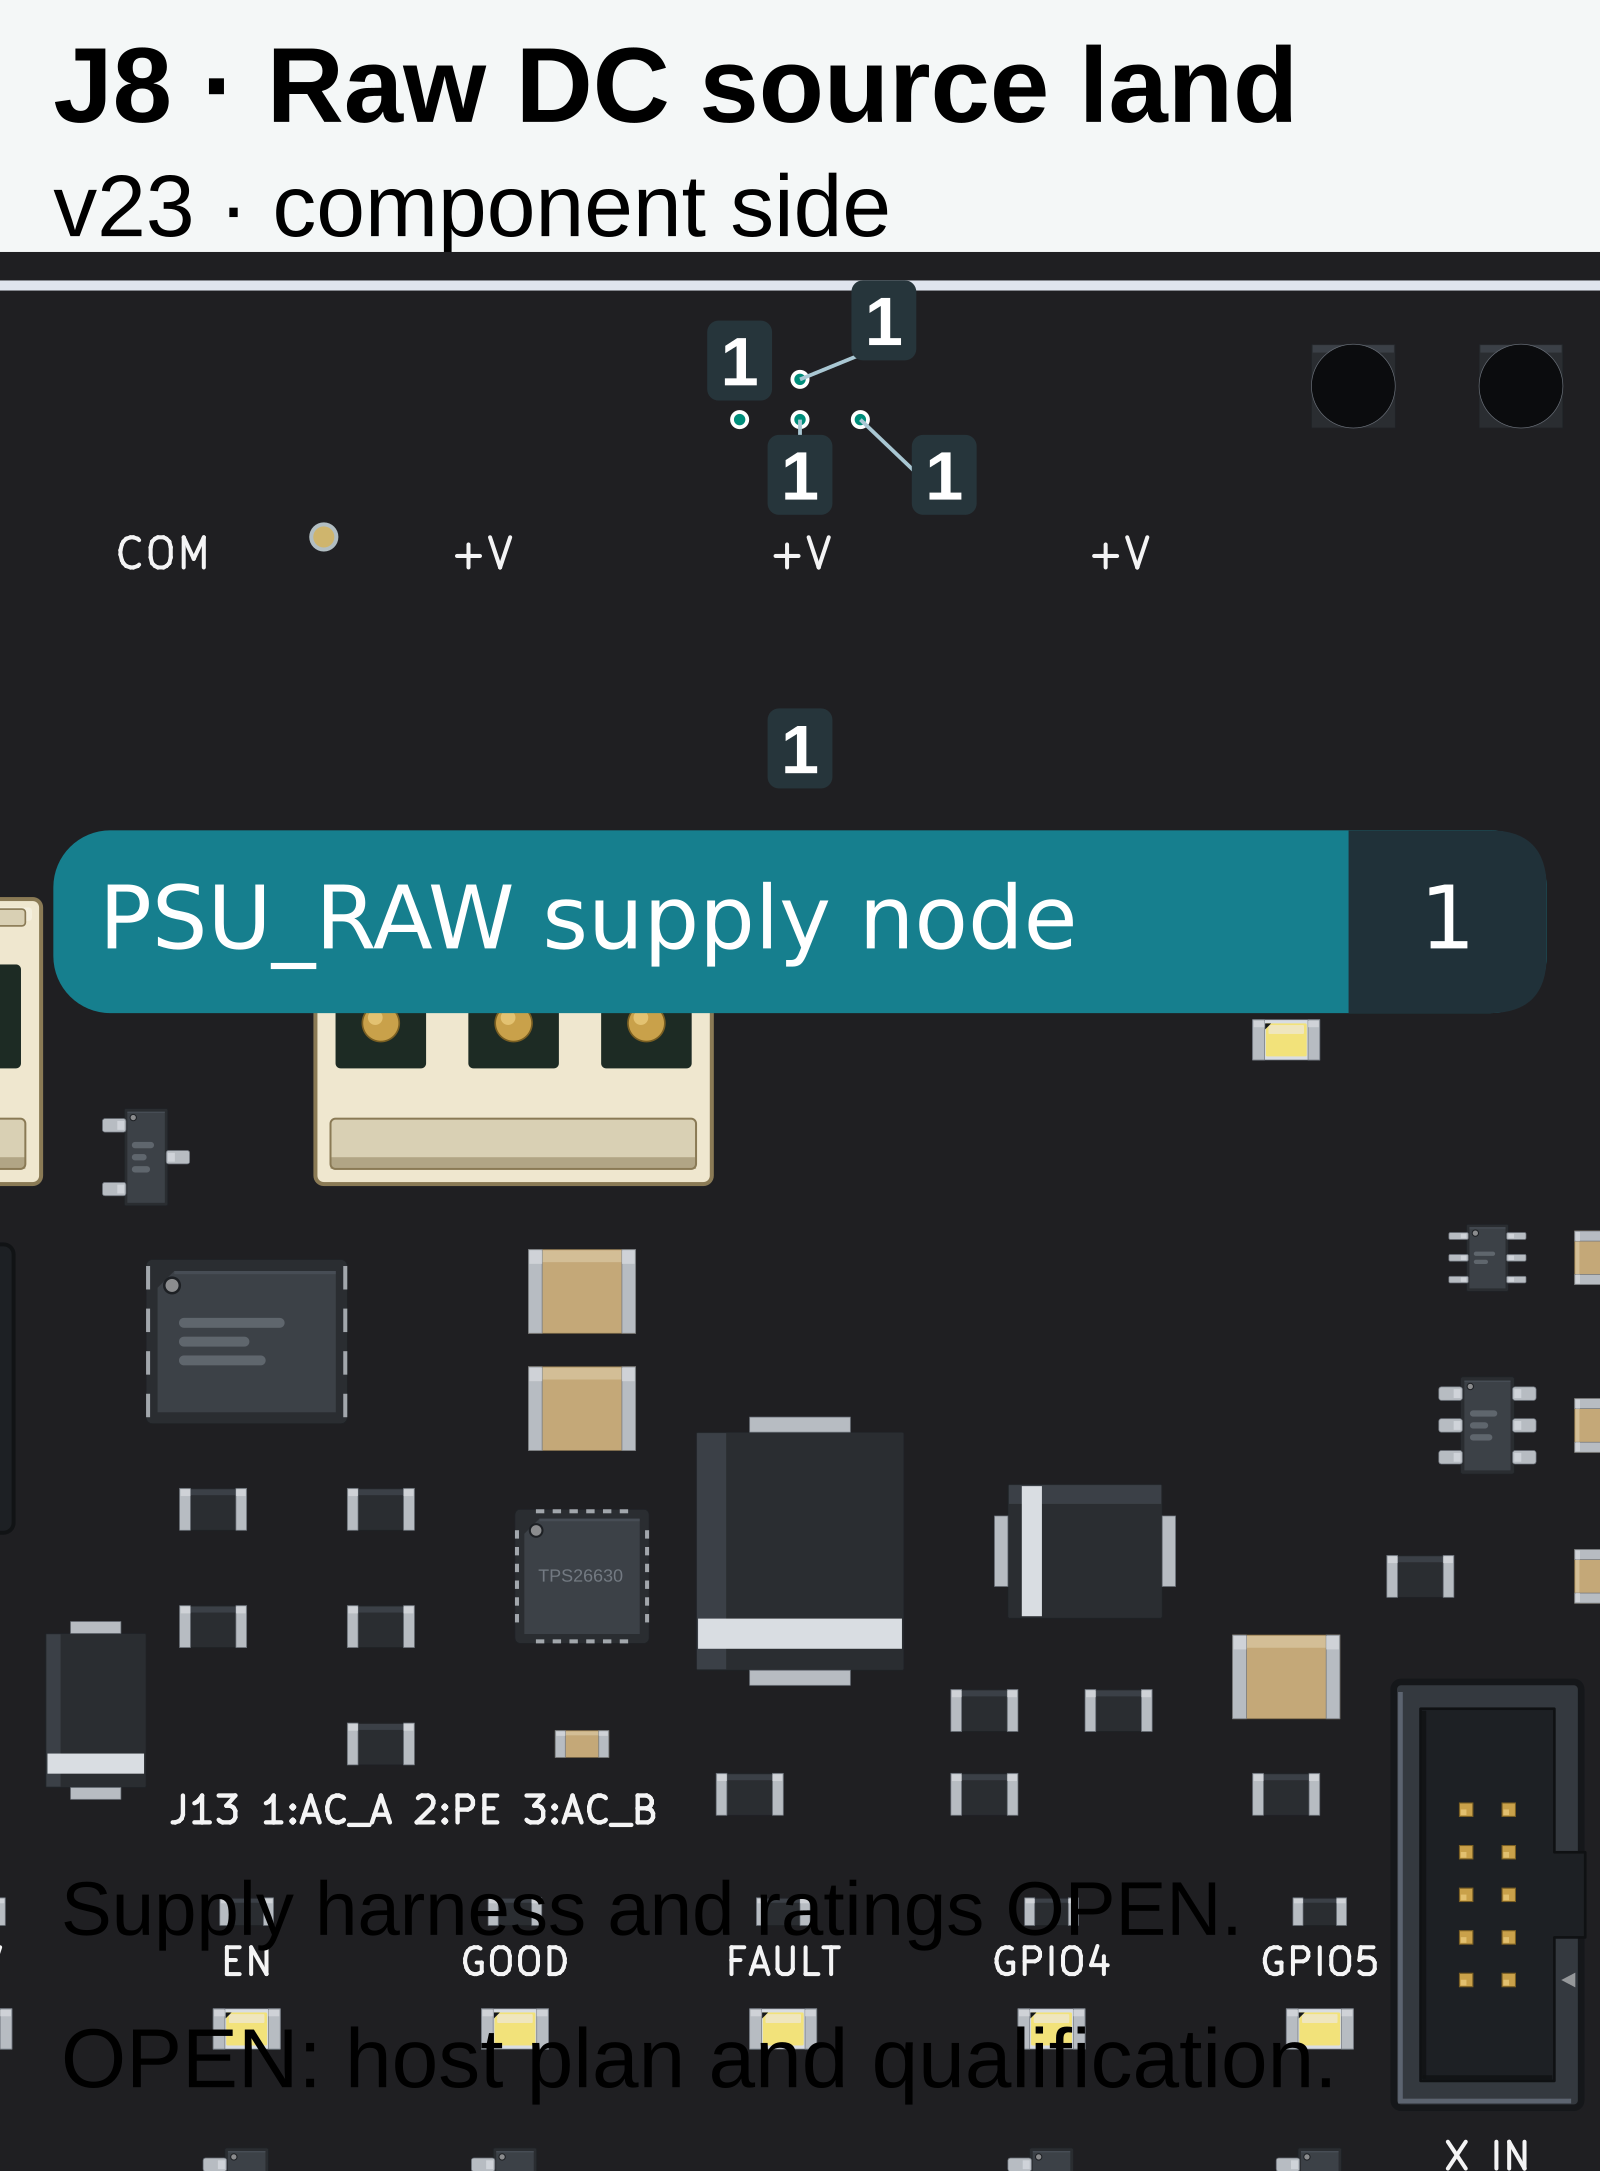 J8 · Raw DC source land
v23 · component side
1
1
1 1
COM +V +V +V
1
PSU_RAW supply node 1
TPS26630
J13 1:AC_A 2:PE 3:AC_B
Supply harness and ratings OPEN.
EN GOOD FAULT GPIO4 GPIO5
OPEN: host plan and qualification.
X IN